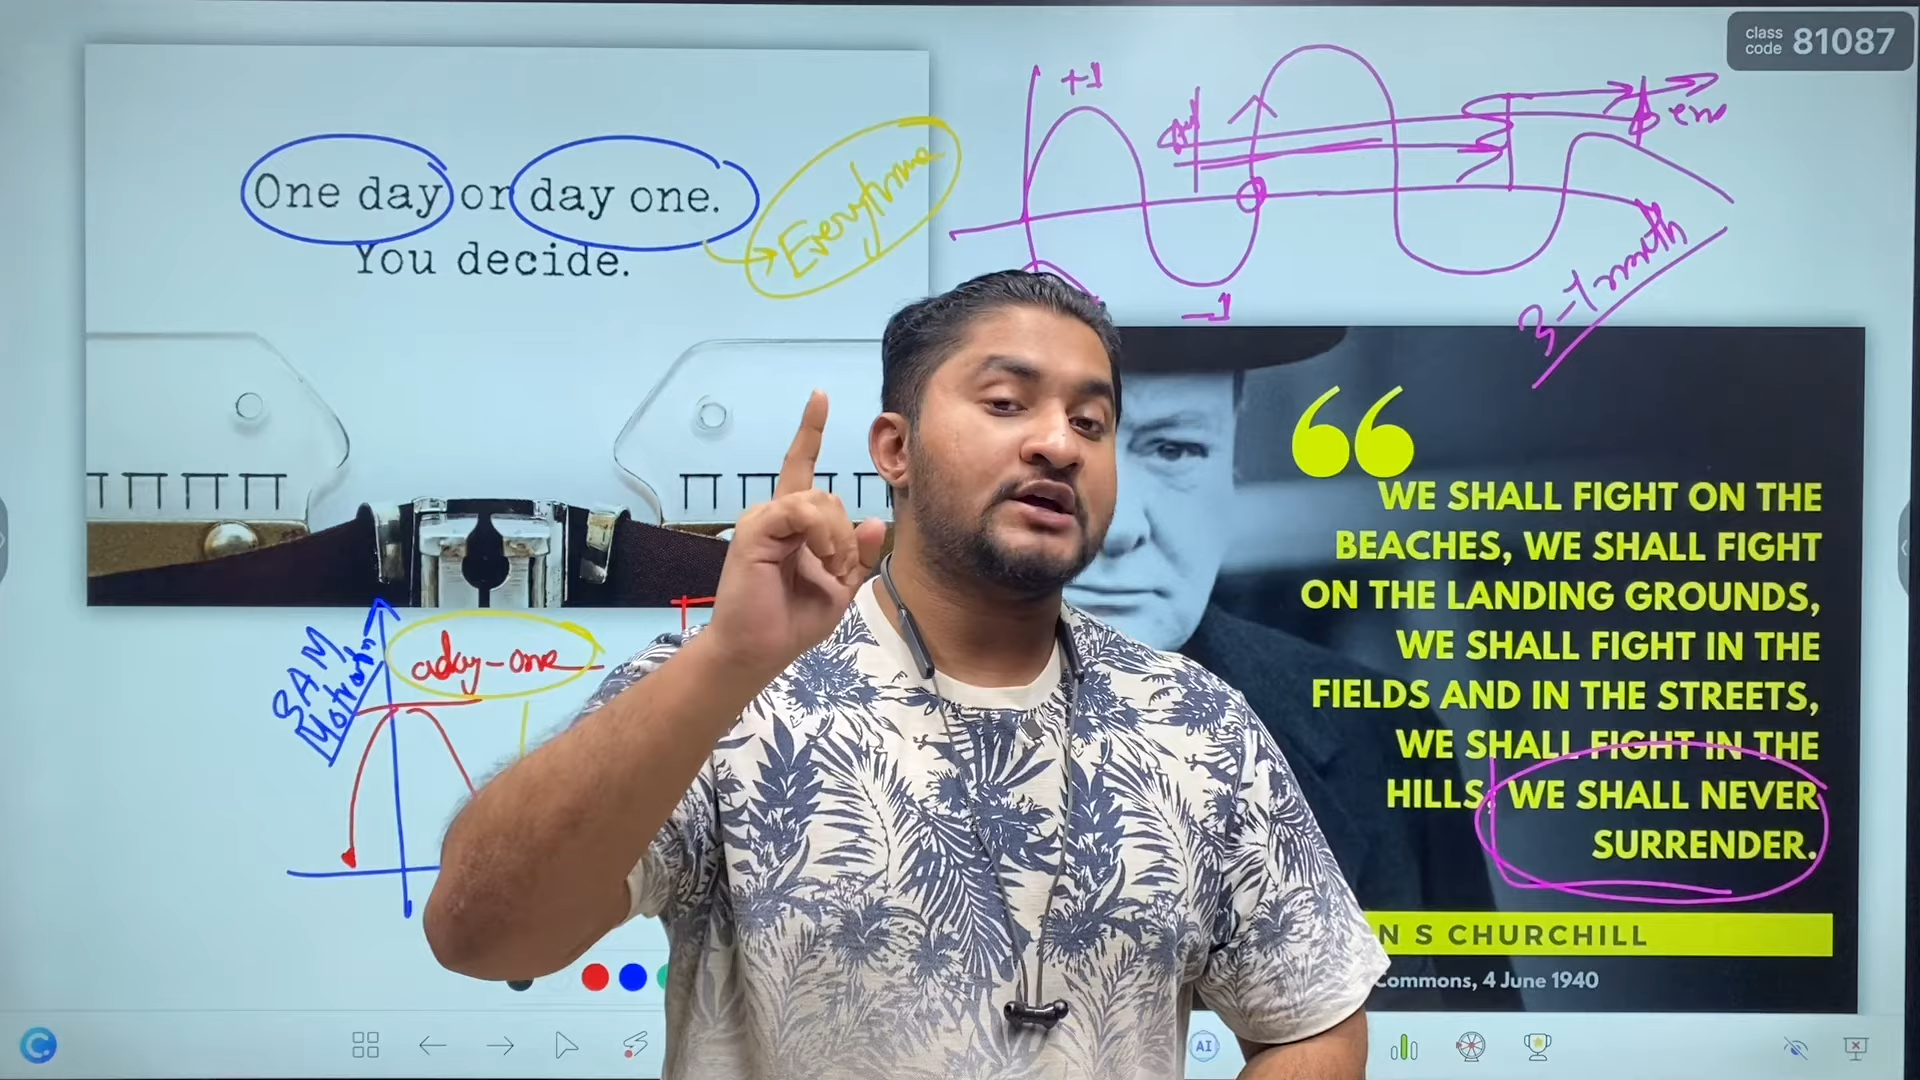 class
code 81087
One day or day one.
You decide.
Everytime
+1
-1
3-1 month
WE SHALL FIGHT ON THE
BEACHES, WE SHALL FIGHT
ON THE LANDING GROUNDS,
WE SHALL FIGHT IN THE
FIELDS AND IN THE STREETS,
WE SHALL FIGHT IN THE
HILLS; WE SHALL NEVER
SURRENDER.
N S CHURCHILL
Commons, 4 June 1940
day-one
AI